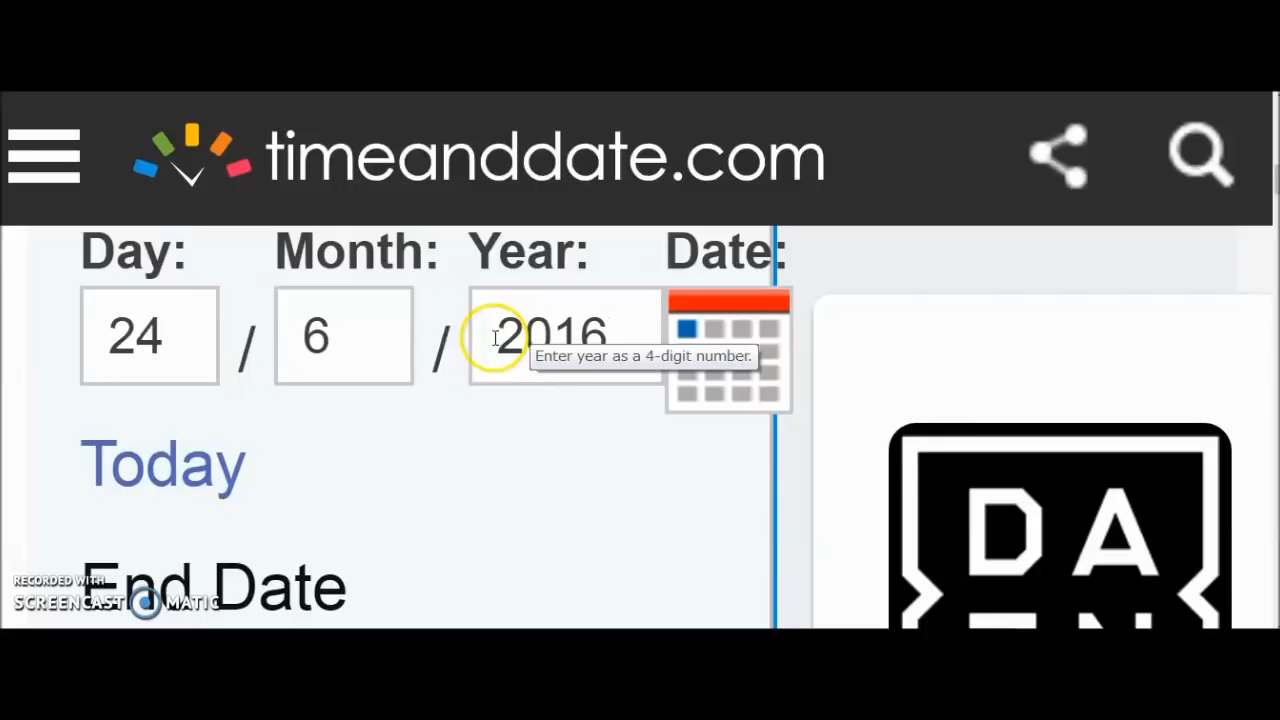 timeanddate.com
Day: Month: Year: Date:
24 / 6 / 2016
Enter year as a 4-digit number.
Today
End Date
RECORDED WITH
SCREENCAST MATIC
DA